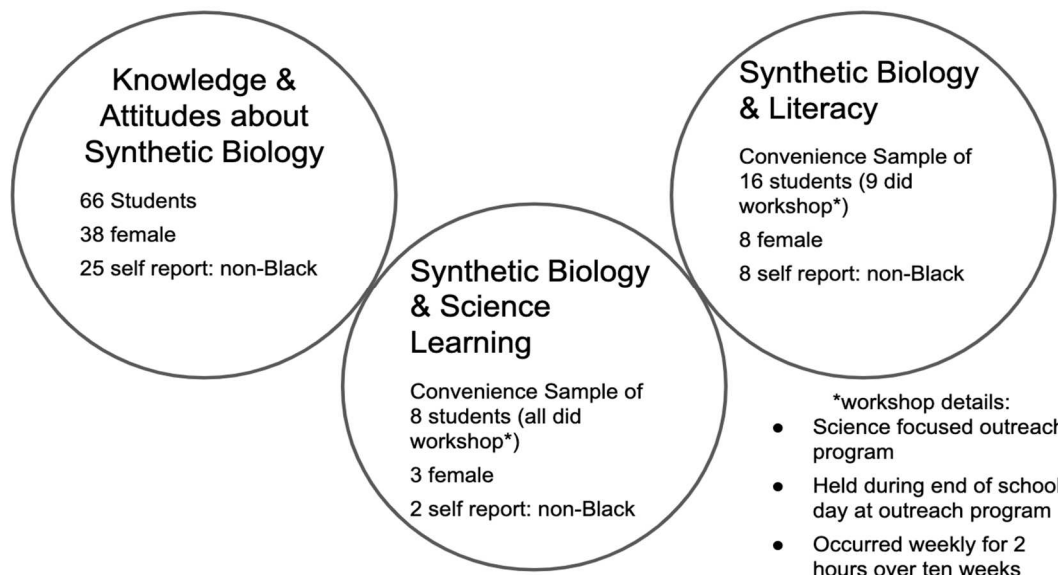 Knowledge &
Attitudes about
Synthetic Biology
66 Students
38 female
25 self report: non-Black
Synthetic Biology
& Science
Learning
Convenience Sample of
8 students (all did
workshop*)
3 female
2 self report: non-Black
Synthetic Biology
& Literacy
Convenience Sample of
16 students (9 did
workshop*)
8 female
8 self report: non-Black
*workshop details:
● Science focused outreach
program
● Held during end of school
day at outreach program
● Occurred weekly for 2
hours over ten weeks